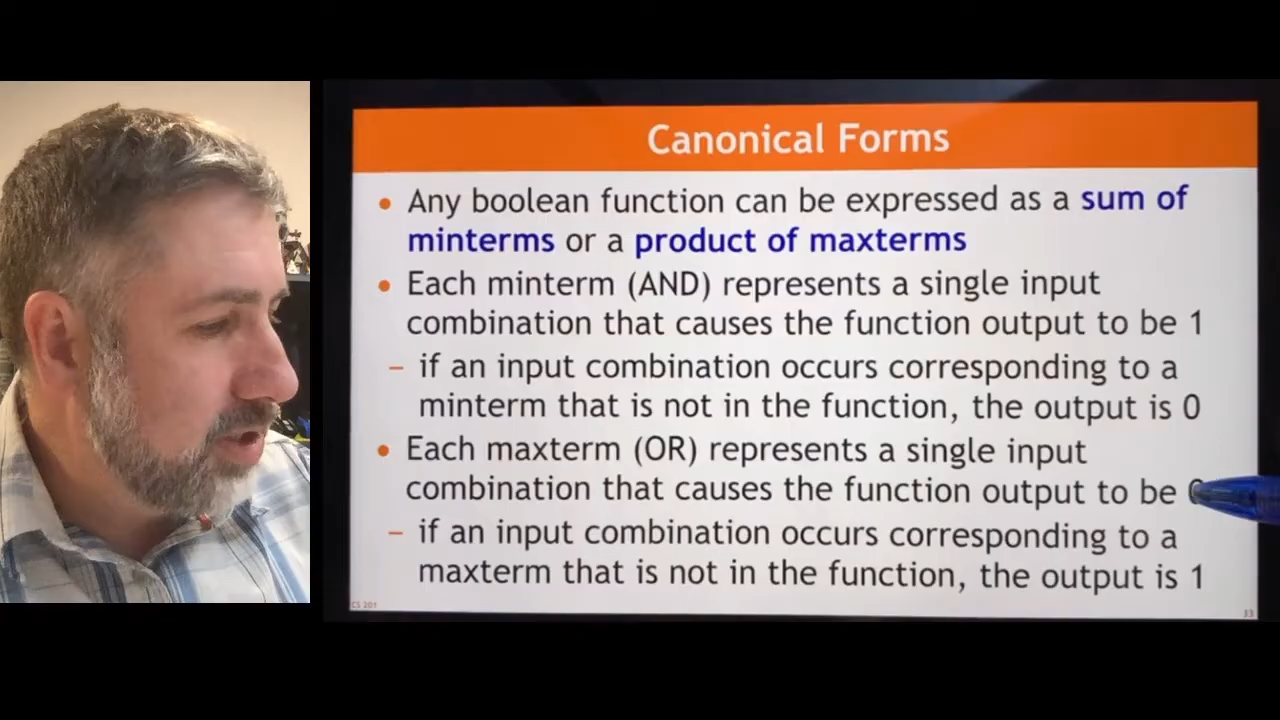 Canonical Forms
• Any boolean function can be expressed as a sum of
minterms or a product of maxterms
• Each minterm (AND) represents a single input
combination that causes the function output to be 1
– if an input combination occurs corresponding to a
minterm that is not in the function, the output is 0
• Each maxterm (OR) represents a single input
combination that causes the function output to be 0
– if an input combination occurs corresponding to a
maxterm that is not in the function, the output is 1
CS 201
33